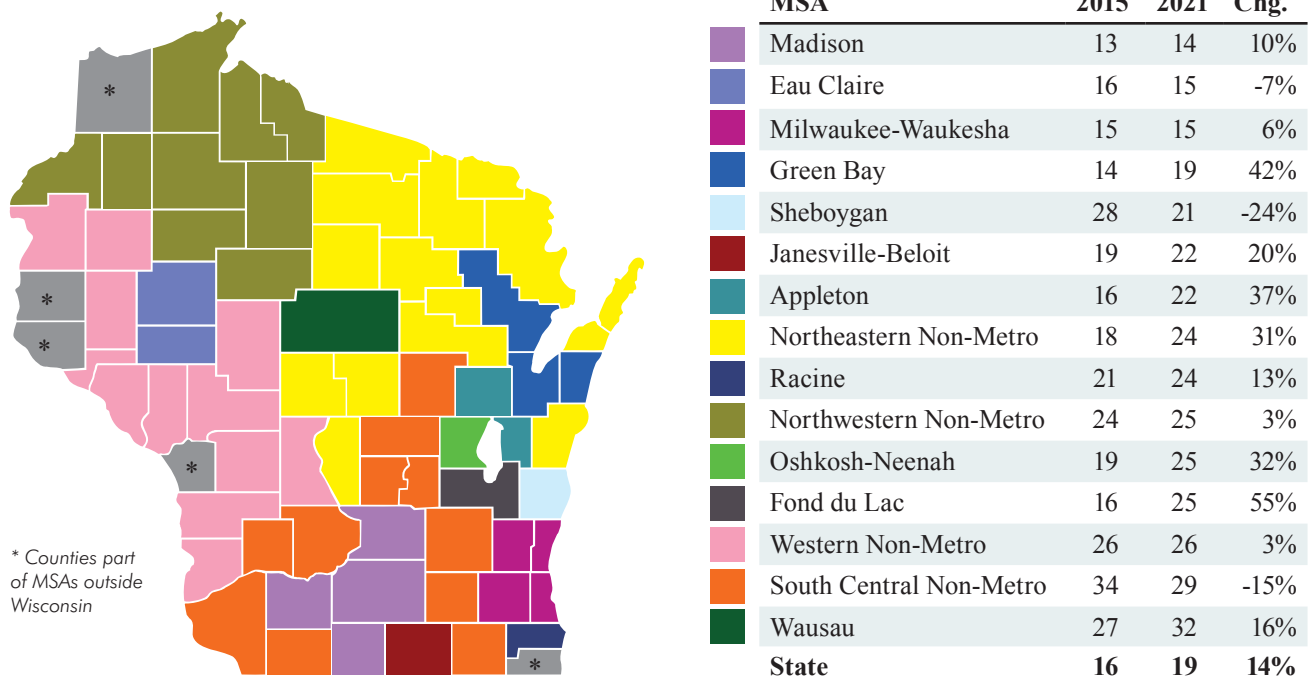 MSA 2015 2021 Chg.
Madison 13 14 10%
Eau Claire 16 15 -7%
Milwaukee-Waukesha 15 15 6%
Green Bay 14 19 42%
Sheboygan 28 21 -24%
Janesville-Beloit 19 22 20%
Appleton 16 22 37%
Northeastern Non-Metro 18 24 31%
Racine 21 24 13%
Northwestern Non-Metro 24 25 3%
Oshkosh-Neenah 19 25 32%
Fond du Lac 16 25 55%
Western Non-Metro 26 26 3%
South Central Non-Metro 34 29 -15%
Wausau 27 32 16%
State 16 19 14%
*
*
*
*
*
* Counties part
of MSAs outside
Wisconsin